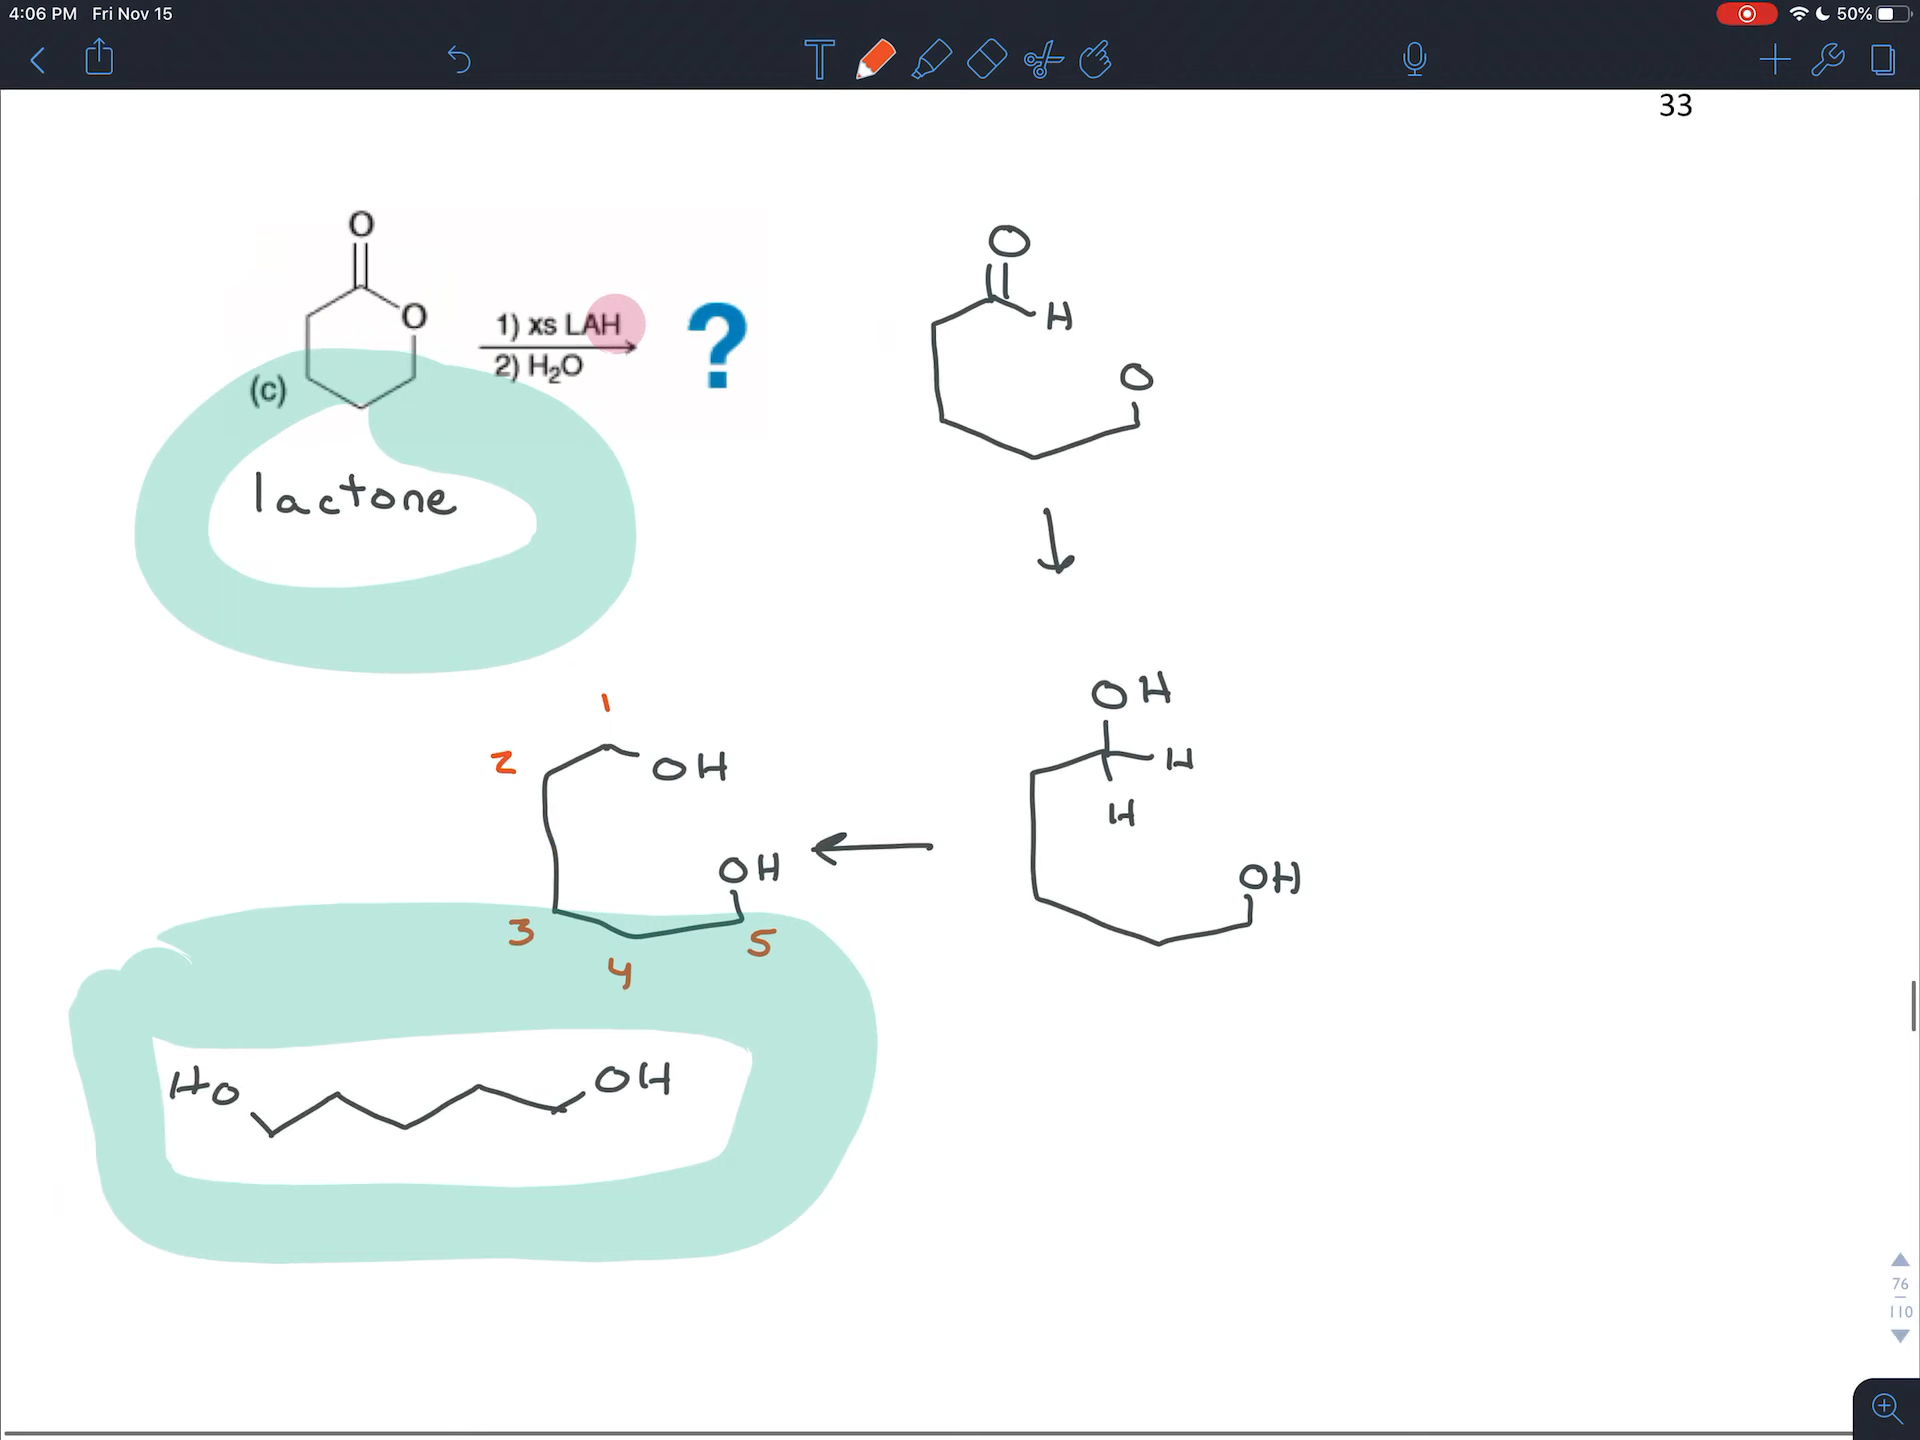 4:06 PM Fri Nov 15
50%
33
O
O
1) xs LAH
2) H₂O
?
(c)
lactone
O
H
O
1
2
OH
OH
3
4
5
OH
H
H
OH
HO
OH
76
110